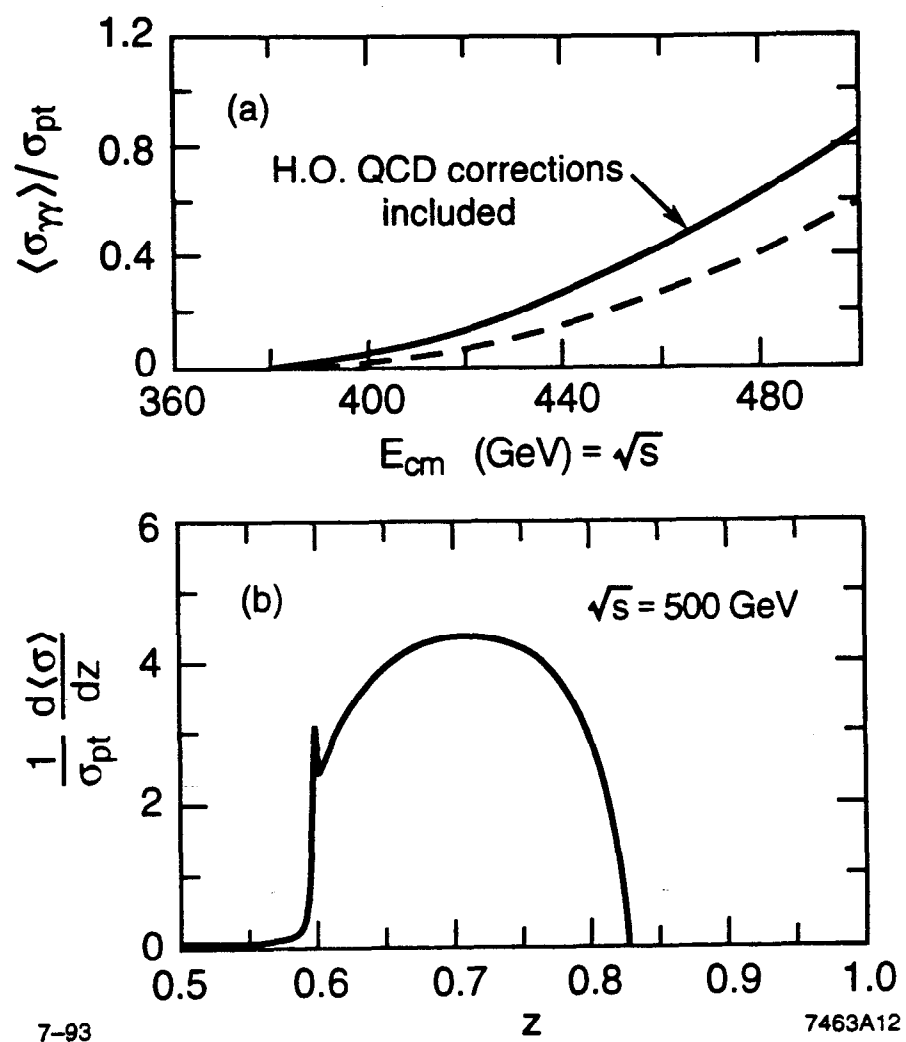 1.2
(a)
0.8
⟨σγγ⟩/σpt
H.O. QCD corrections
included
0.4
0
360 400 440 480
Ecm (GeV) = √s
6
(b) √s = 500 GeV
4
1/σpt d⟨σ⟩/dz
2
0
0.5 0.6 0.7 0.8 0.9 1.0
z
7–93 7463A12